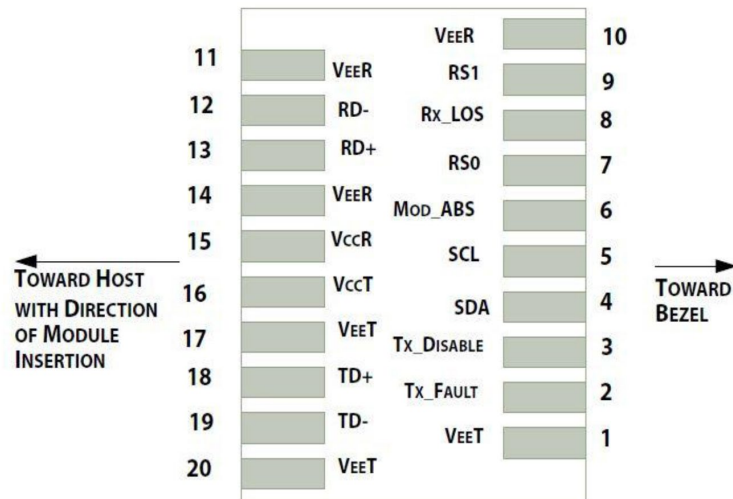 11 VEER
12 RD-
13 RD+
14 VEER
15 VCCR
16 VCCT
17 VEET
18 TD+
19 TD-
20 VEET
TOWARD HOST
WITH DIRECTION
OF MODULE
INSERTION
VEER 10
RS1 9
RX_LOS 8
RS0 7
MOD_ABS 6
SCL 5
SDA 4
TX_DISABLE 3
TX_FAULT 2
VEET 1
TOWARD
BEZEL